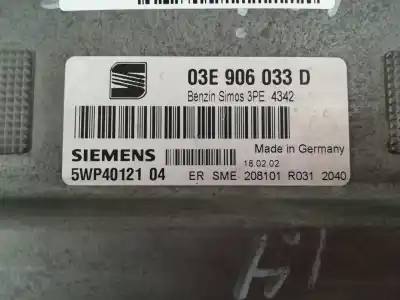 03E 906 033 D
Benzin Simos 3PE 4342
SIEMENS
Made in Germany
18.02.02
5WP40121 04
ER SME 208101 R031 2040